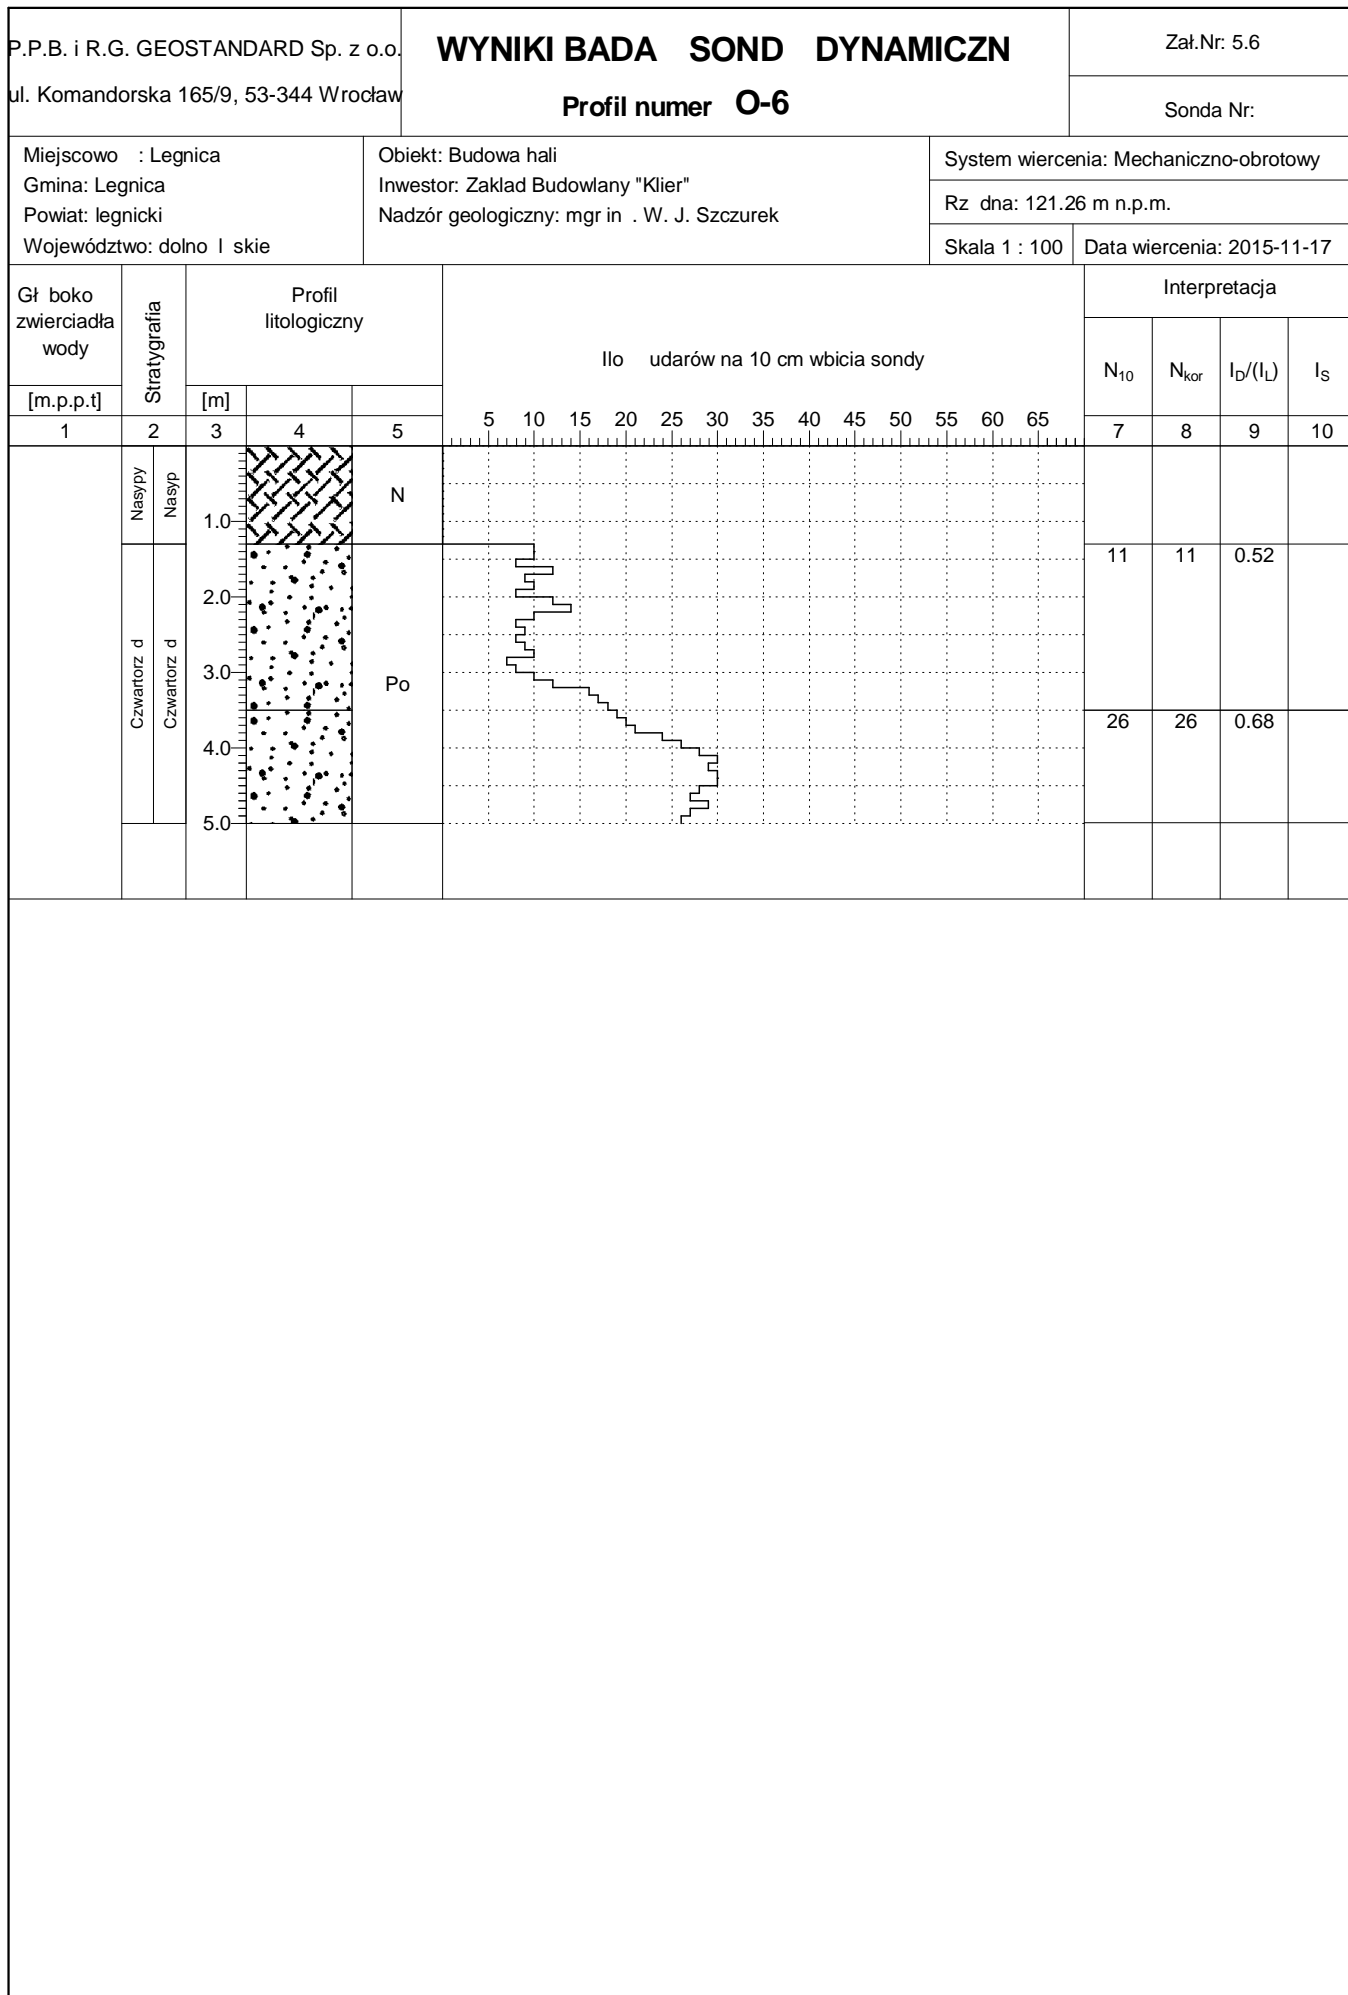 P.P.B. i R.G. GEOSTANDARD Sp. z o.o.
ul. Komandorska 165/9, 53-344 Wrocław
WYNIKI BADA SOND DYNAMICZN
Profil numer O-6
Zał.Nr: 5.6
Sonda Nr:
Miejscowo : Legnica
Gmina: Legnica
Powiat: legnicki
Województwo: dolno l skie
Obiekt: Budowa hali
Inwestor: Zaklad Budowlany "Klier"
Nadzór geologiczny: mgr in . W. J. Szczurek
System wiercenia: Mechaniczno-obrotowy
Rz dna: 121.26 m n.p.m.
Skala 1 : 100
Data wiercenia: 2015-11-17
Gł boko
zwierciadła
wody
[m.p.p.t]
Stratygrafia
Profil
litologiczny
[m]
Ilo udarów na 10 cm wbicia sondy
5 10 15 20 25 30 35 40 45 50 55 60 65
Interpretacja
N10 Nkor ID/(IL) IS
1 2 3 4 5 7 8 9 10
Nasypy
Nasyp
N
1.0
Czwartorz d
Czwartorz d
11 11 0.52
2.0
3.0
Po
26 26 0.68
4.0
5.0